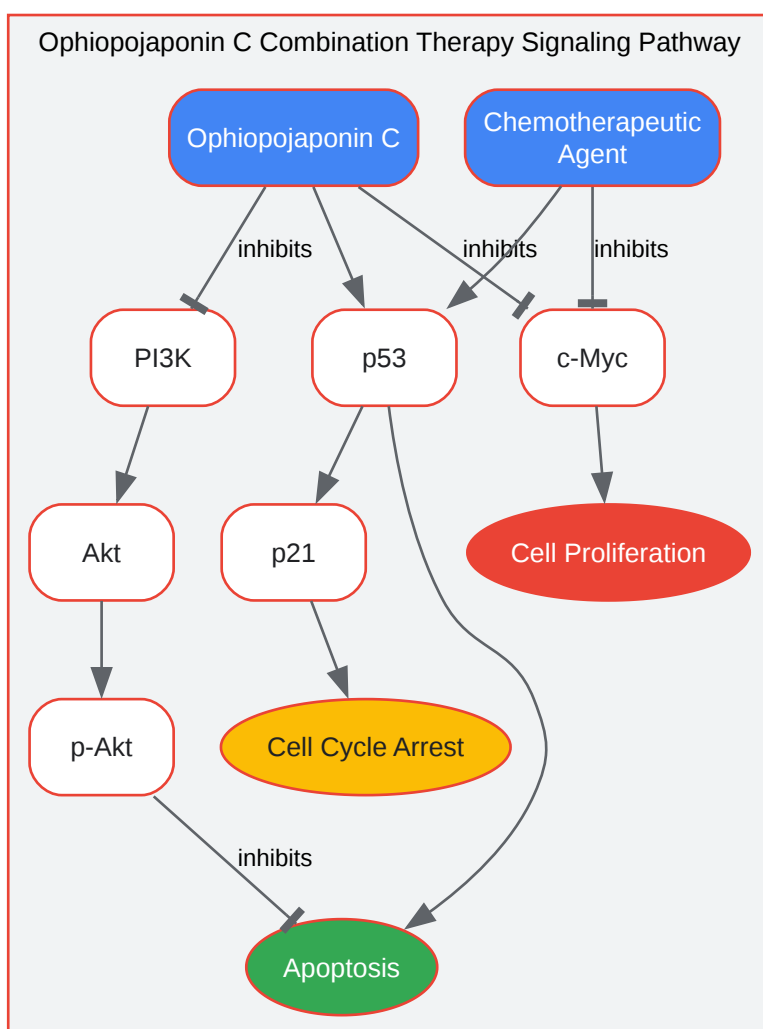 Ophiopojaponin C Combination Therapy Signaling Pathway
Ophiopojaponin C
Chemotherapeutic
Agent
inhibits
inhibits
inhibits
PI3K
p53
c-Myc
Akt
p21
Cell Proliferation
p-Akt
Cell Cycle Arrest
inhibits
Apoptosis